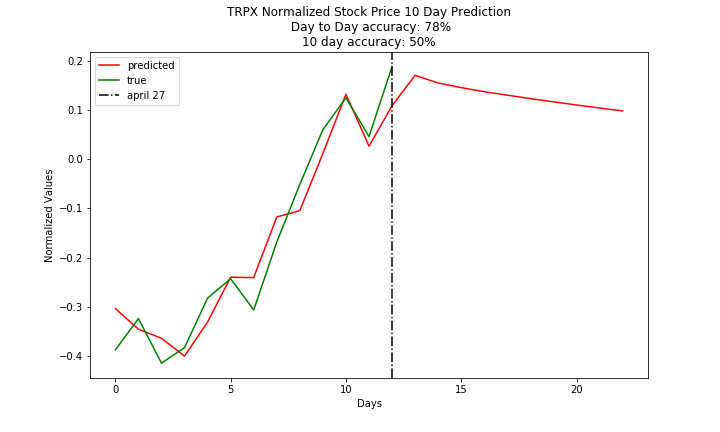 TRPX Normalized Stock Price 10 Day Prediction
Day to Day accuracy: 78%
10 day accuracy: 50%
predicted
true
april 27
0.2
0.1
0.0
−0.1
−0.2
−0.3
−0.4
Normalized Values
0 5 10 15 20
Days